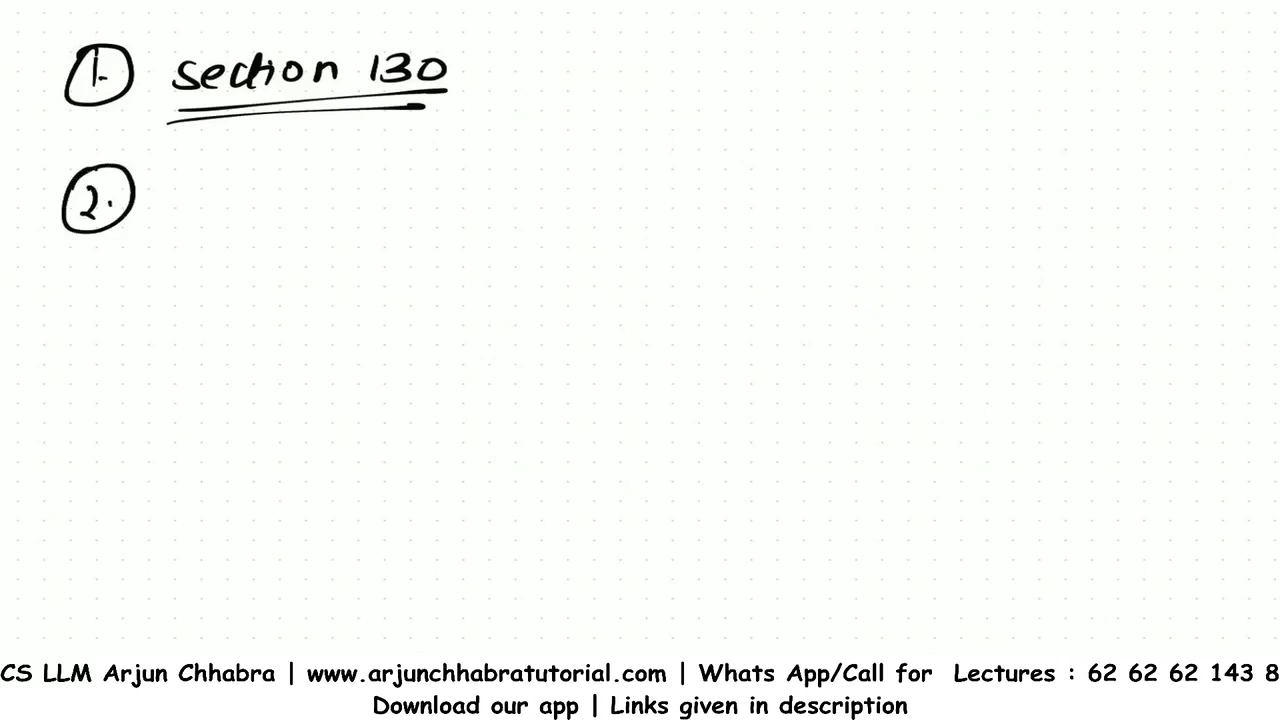 1. section 130
2.
CS LLM Arjun Chhabra | www.arjunchhabratutorial.com | Whats App/Call for Lectures : 62 62 62 143 8
Download our app | Links given in description